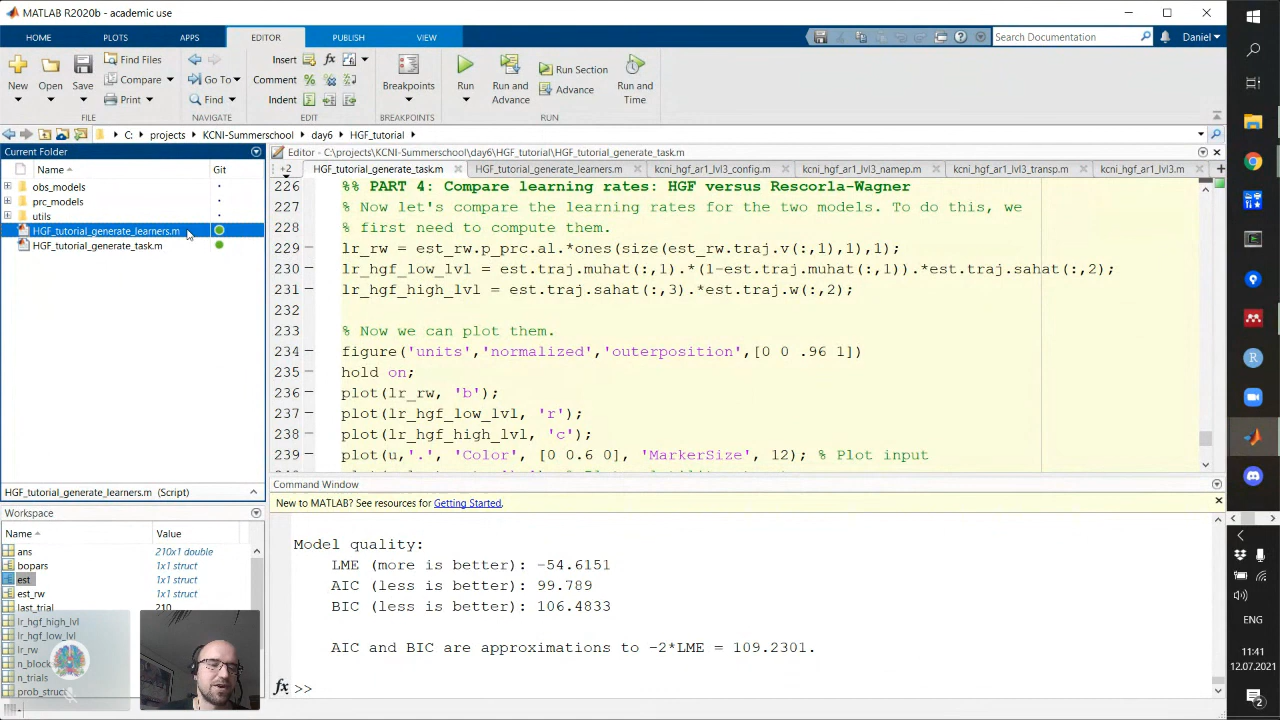 MATLAB R2020b - academic use
HOME PLOTS APPS EDITOR PUBLISH VIEW
Search Documentation
Daniel
New
Open
Save
Find Files
Compare
Print
FILE
Go To
Find
NAVIGATE
Insert
Comment
Indent
EDIT
Breakpoints
BREAKPOINTS
Run
Run and Advance
Run Section
Advance
Run and Time
RUN
C: projects KCNI-Summerschool day6 HGF_tutorial
Current Folder
Name Git
obs_models
prc_models
utils
HGF_tutorial_generate_learners.m
HGF_tutorial_generate_task.m
HGF_tutorial_generate_learners.m (Script)
Workspace
Name Value
ans 210x1 double
bopars 1x1 struct
est 1x1 struct
est_rw 1x1 struct
last_trial 210
lr_hgf_high_lvl
lr_hgf_low_lvl
lr_rw
n_block
n_trials
prob_struct
Editor - C:\projects\KCNI-Summerschool\day6\HGF_tutorial\HGF_tutorial_generate_task.m
+2 HGF_tutorial_generate_task.m HGF_tutorial_generate_learners.m kcni_hgf_ar1_lvl3_config.m kcni_hgf_ar1_lvl3_namep.m kcni_hgf_ar1_lvl3_transp.m kcni_hgf_ar1_lvl3.m
226 %% PART 4: Compare learning rates: HGF versus Rescorla-Wagner
227 % Now let's compare the learning rates for the two models. To do this, we
228 % first need to compute them.
229 lr_rw = est_rw.p_prc.al.*ones(size(est_rw.traj.v(:,1),1),1);
230 lr_hgf_low_lvl = est.traj.muhat(:,1).*(1-est.traj.muhat(:,1)).*est.traj.sahat(:,2);
231 lr_hgf_high_lvl = est.traj.sahat(:,3).*est.traj.w(:,2);
232
233 % Now we can plot them.
234 figure('units','normalized','outerposition',[0 0 .96 1])
235 hold on;
236 plot(lr_rw, 'b');
237 plot(lr_hgf_low_lvl, 'r');
238 plot(lr_hgf_high_lvl, 'c');
239 plot(u,'.', 'Color', [0 0.6 0], 'MarkerSize', 12); % Plot input
Command Window
New to MATLAB? See resources for Getting Started.
Model quality:
LME (more is better): -54.6151
AIC (less is better): 99.789
BIC (less is better): 106.4833
AIC and BIC are approximations to -2*LME = 109.2301.
fx >>
ENG
11:41
12.07.2021
2